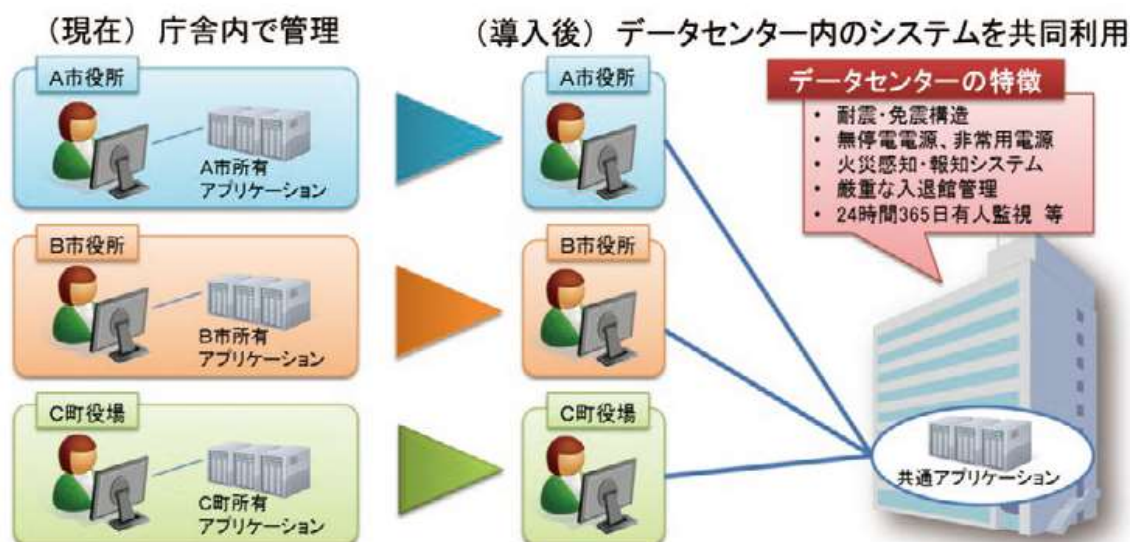 （現在）庁舎内で管理
（導入後）データセンター内のシステムを共同利用
A市役所
A市所有
アプリケーション
B市役所
B市所有
アプリケーション
C町役場
C町所有
アプリケーション
A市役所
B市役所
C町役場
データセンターの特徴
・ 耐震・免震構造
・ 無停電電源、非常用電源
・ 火災感知・報知システム
・ 厳重な入退館管理
・ 24時間365日有人監視 等
共通アプリケーション